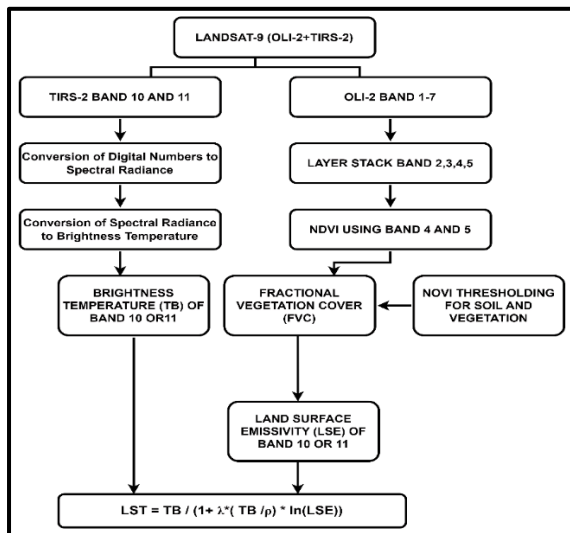 LANDSAT-9 (OLI-2+TIRS-2)
TIRS-2 BAND 10 AND 11
OLI-2 BAND 1-7
Conversion of Digital Numbers to
Spectral Radiance
LAYER STACK BAND 2,3,4,5
Conversion of Spectral Radiance
to Brightness Temperature
NDVI USING BAND 4 AND 5
BRIGHTNESS
TEMPERATURE (TB) OF
BAND 10 OR11
FRACTIONAL
VEGETATION COVER
(FVC)
NOVI THRESHOLDING
FOR SOIL AND
VEGETATION
LAND SURFACE
EMISSIVITY (LSE) OF
BAND 10 OR 11
LST = TB / (1+ λ*( TB /ρ) * ln(LSE))